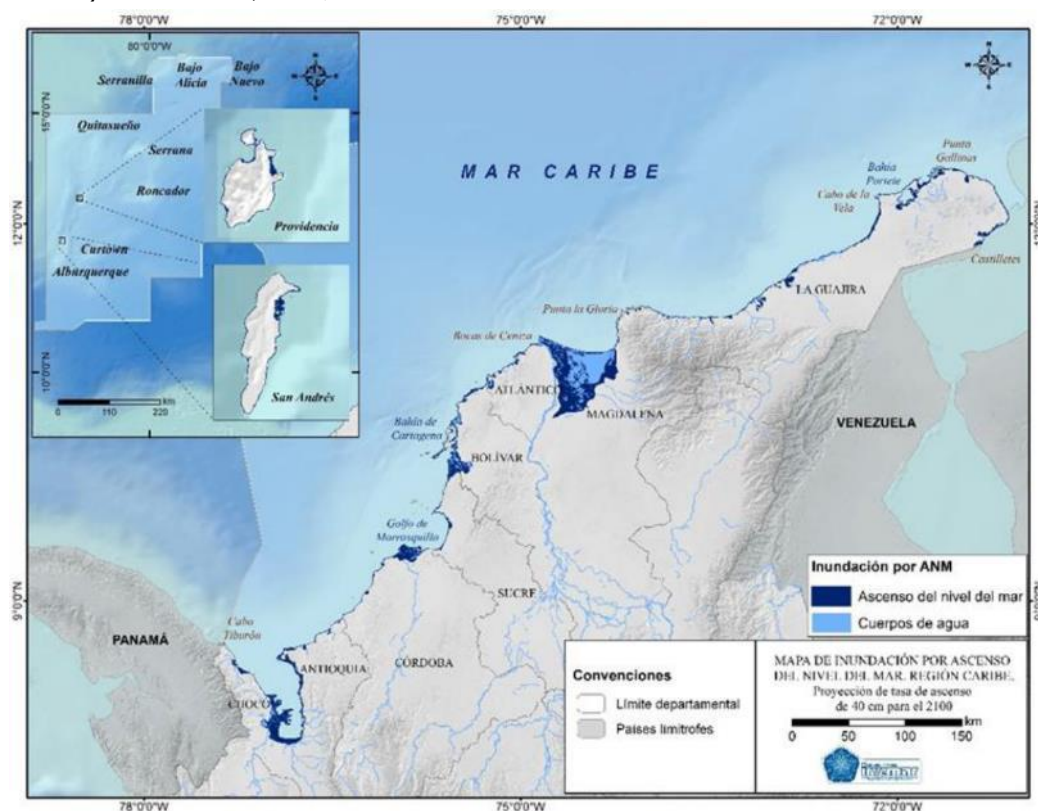 78°0'0"W
75°0'0"W
72°0'0"W
80°0'0"W
Serranilla
Bajo
Alicia
Bajo
Nuevo
N
N
15°0'0"N
Quitasueño
Serrana
Roncador
Providencia
12°0'0"N
Albúrquerque
San Andrés
10°0'0"N
0 110 220 km
MAR CARIBE
Punta
Gallinas
Bahía
Portete
Cabo de la
Vela
Castilletes
LA GUAJIRA
Punta la Gloria
Bocas de Ceniza
ATLÁNTICO
MAGDALENA
VENEZUELA
Bahía de
Cartagena
BOLÍVAR
Golfo de
Morrosquillo
SUCRE
9°0'0"N
Cabo
Tiburón
PANAMÁ
ANTIOQUIA
CÓRDOBA
CHOCÓ
Inundación por ANM
Ascenso del nivel del mar
Cuerpos de agua
Convenciones
Límite departamental
Países limítrofes
MAPA DE INUNDACIÓN POR ASCENSO
DEL NIVEL DEL MAR. REGIÓN CARIBE.
Proyección de tasa de ascenso
de 40 cm para el 2100
km
0 50 100 150
78°0'0"W
75°0'0"W
72°0'0"W